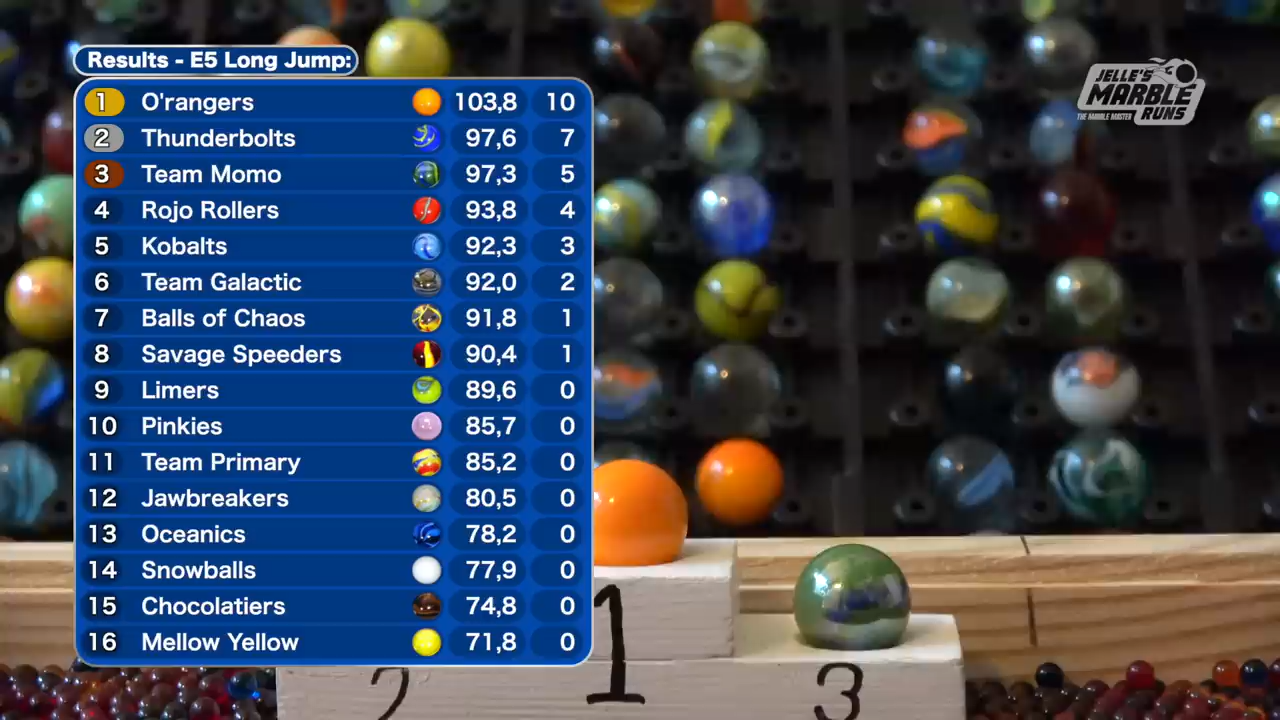 Results - E5 Long Jump:
1 O'rangers 103,8 10
2 Thunderbolts 97,6 7
3 Team Momo 97,3 5
4 Rojo Rollers 93,8 4
5 Kobalts 92,3 3
6 Team Galactic 92,0 2
7 Balls of Chaos 91,8 1
8 Savage Speeders 90,4 1
9 Limers 89,6 0
10 Pinkies 85,7 0
11 Team Primary 85,2 0
12 Jawbreakers 80,5 0
13 Oceanics 78,2 0
14 Snowballs 77,9 0
15 Chocolatiers 74,8 0
16 Mellow Yellow 71,8 0
JELLE'S
MARBLE
THE MARBLE MASTER RUNS
1
2
3